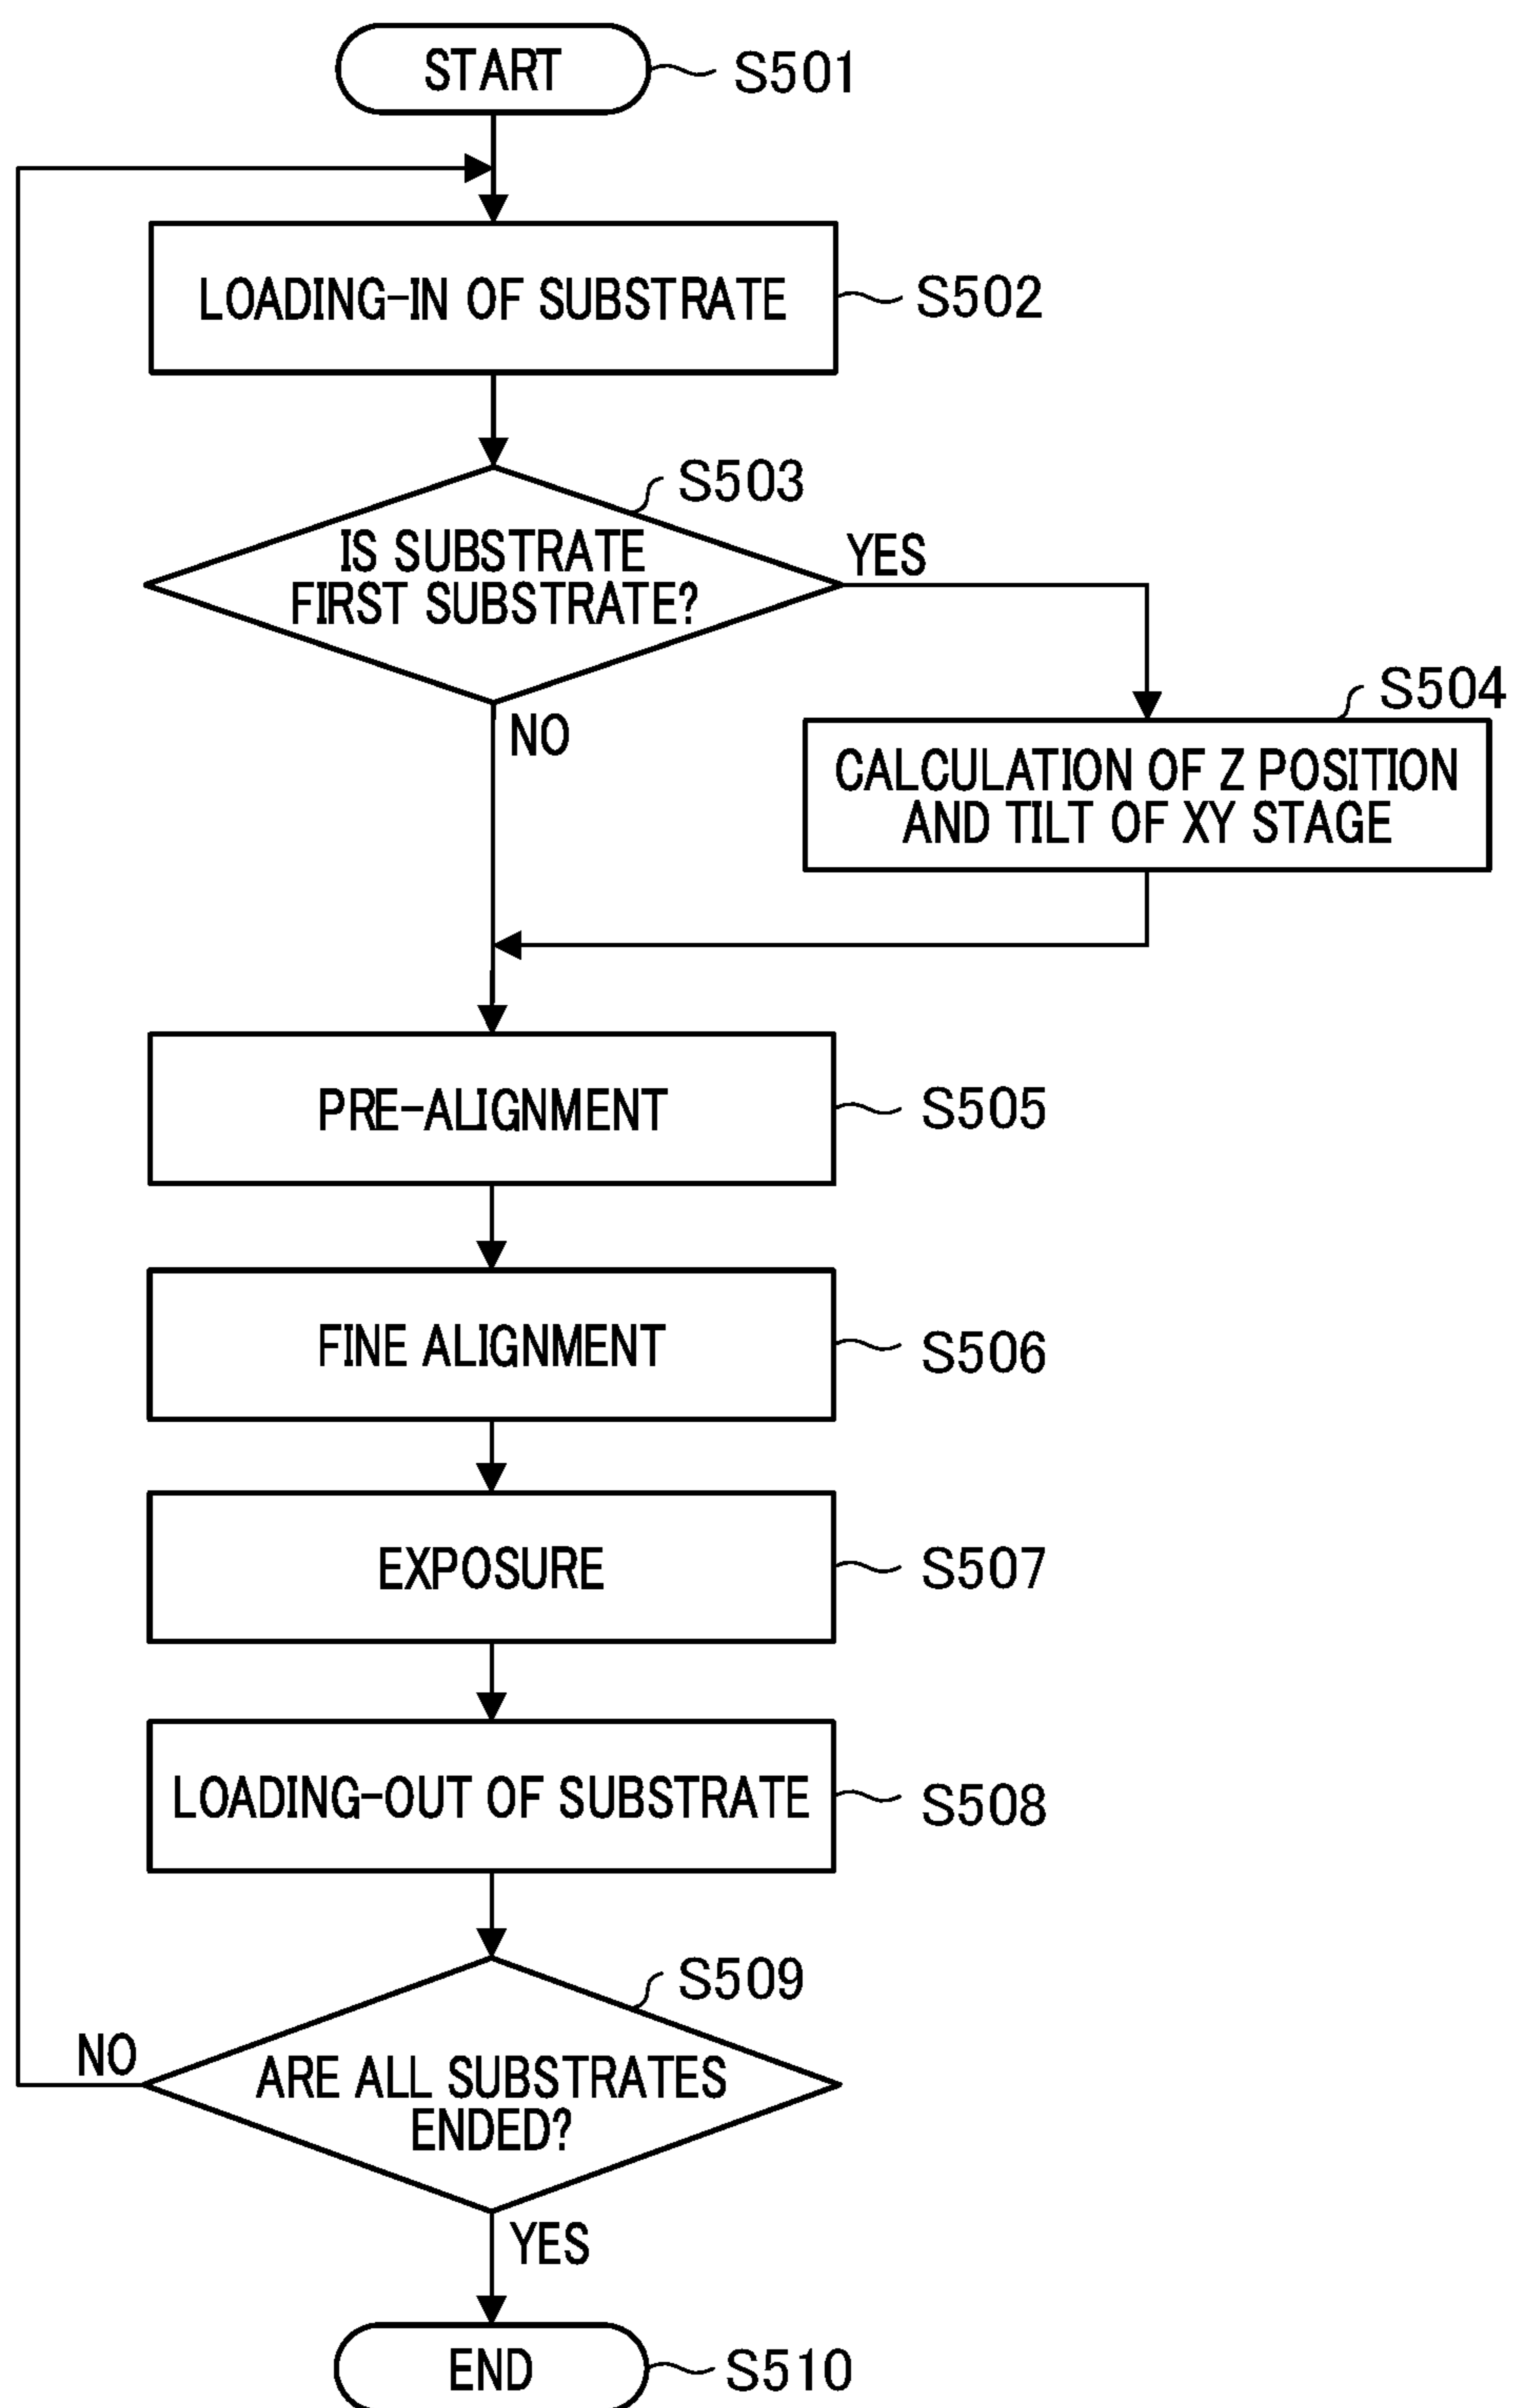 START
S501
LOADING-IN OF SUBSTRATE
S502
S503
IS SUBSTRATE
FIRST SUBSTRATE?
YES
NO
S504
CALCULATION OF Z POSITION
AND TILT OF XY STAGE
PRE-ALIGNMENT
S505
FINE ALIGNMENT
S506
EXPOSURE
S507
LOADING-OUT OF SUBSTRATE
S508
S509
NO
ARE ALL SUBSTRATES
ENDED?
YES
END
S510